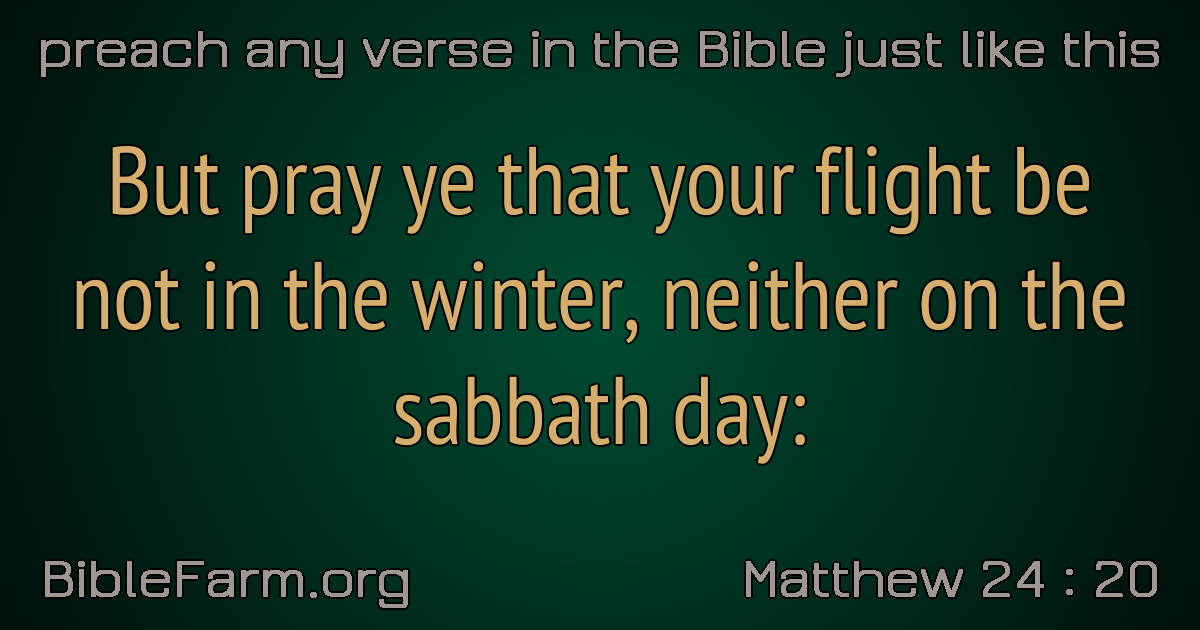 preach any verse in the Bible just like this
But pray ye that your flight be
not in the winter, neither on the
sabbath day:
BibleFarm.org
Matthew 24 : 20